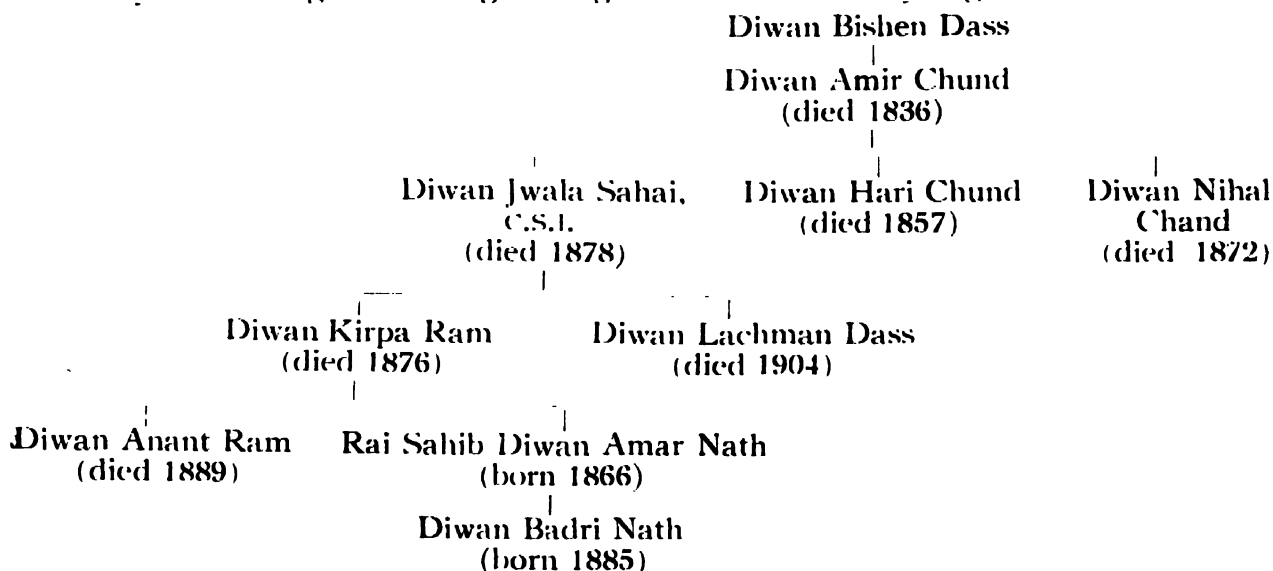 Diwan Bishen Dass
Diwan Amir Chund
(died 1836)
Diwan Jwala Sahai,
C.S.I.
(died 1878)
Diwan Hari Chund
(died 1857)
Diwan Nihal
Chand
(died 1872)
Diwan Kirpa Ram
(died 1876)
Diwan Lachman Dass
(died 1904)
Diwan Anant Ram
(died 1889)
Rai Sahib Diwan Amar Nath
(born 1866)
Diwan Badri Nath
(born 1885)